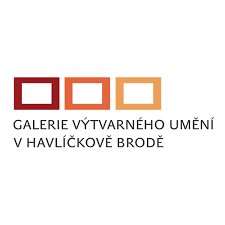 GALERIE VÝTVARNÉHO UMĚNÍ
V HAVLÍČKOVĚ BRODĚ